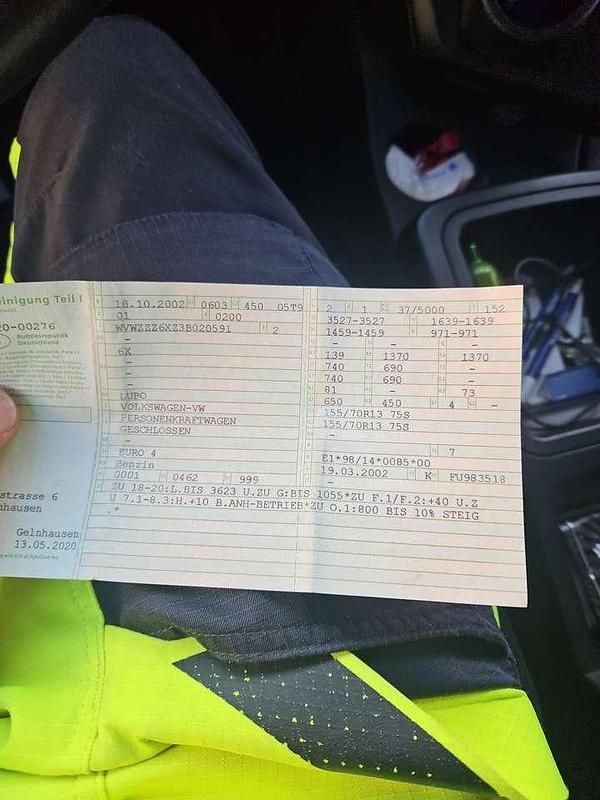 einigung Teil I
20-00276
Bundesrepublik
Deutschland
strasse 6
nhausen
Gelnhausen
13.05.2020
18.10.2002 0603 450 05T9
01 0200
WVWZZZ6XZ3B020591 2
-
6X
-
-
-
LUPO
VOLKSWAGEN-VW
PERSONENKRAFTWAGEN
GESCHLOSSEN
-
EURO 4
Benzin
0001 0462 999
2 1 37/5000 152
3527-3527 1639-1639
1459-1459 971-971
- - -
139 1370 1370
740 690 -
740 690 -
81 - 73
650 450 4 -
155/70R13 75S
155/70R13 75S
-
- 7
E1*98/14*0085*00
19.03.2002 K FU983518
ZU 18-20:L.BIS 3623 U.ZU G:BIS 1055*ZU F.1/F.2:+40 U.Z
U 7.1-8.3:H.+10 B.ANH-BETRIEB*ZU O.1:800 BIS 10% STEIG
.*